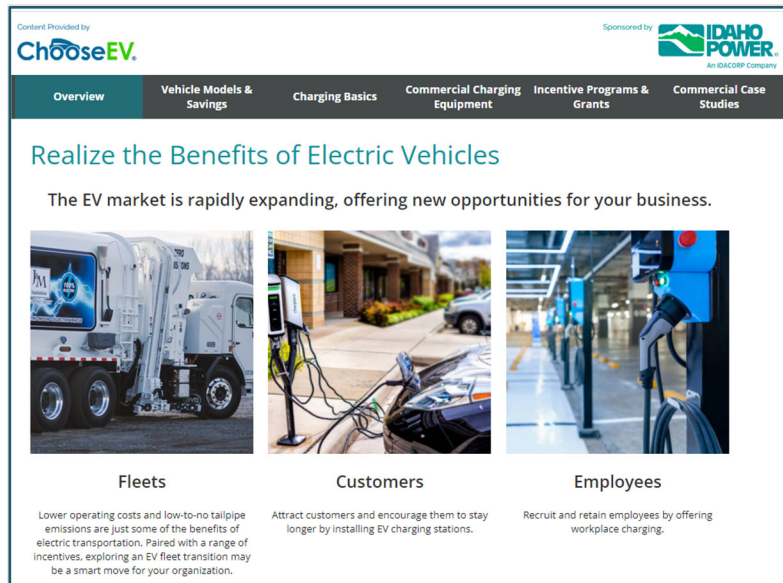 Content Provided by
ChooseEV.
Sponsored by
IDAHO
POWER®
An IDACORP Company
Overview
Vehicle Models &
Savings
Charging Basics
Commercial Charging
Equipment
Incentive Programs &
Grants
Commercial Case
Studies
Realize the Benefits of Electric Vehicles
The EV market is rapidly expanding, offering new opportunities for your business.
Fleets
Lower operating costs and low-to-no tailpipe
emissions are just some of the benefits of
electric transportation. Paired with a range of
incentives, exploring an EV fleet transition may
be a smart move for your organization.
Customers
Attract customers and encourage them to stay
longer by installing EV charging stations.
Employees
Recruit and retain employees by offering
workplace charging.